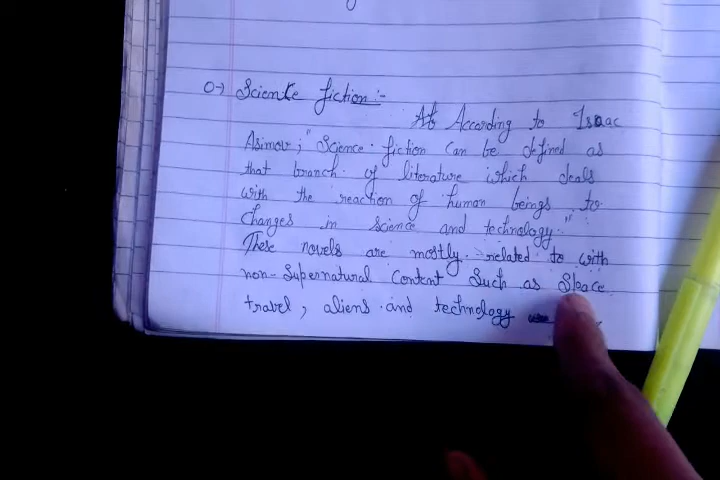 O→ Science fiction :-
According to Isaac
Asimov ; "Science fiction can be defined as
that branch of literature which deals
with the reaction of human beings to
changes in science and technology."
These novels are mostly related to with
non-Supernatural content Such as Space
travel, aliens and technology